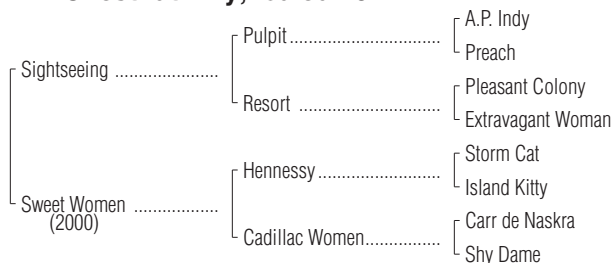 A.P. Indy
Pulpit
Preach
Sightseeing
Pleasant Colony
Resort
Extravagant Woman
Storm Cat
Hennessy
Island Kitty
Sweet Women
(2000)
Carr de Naskra
Cadillac Women
Shy Dame